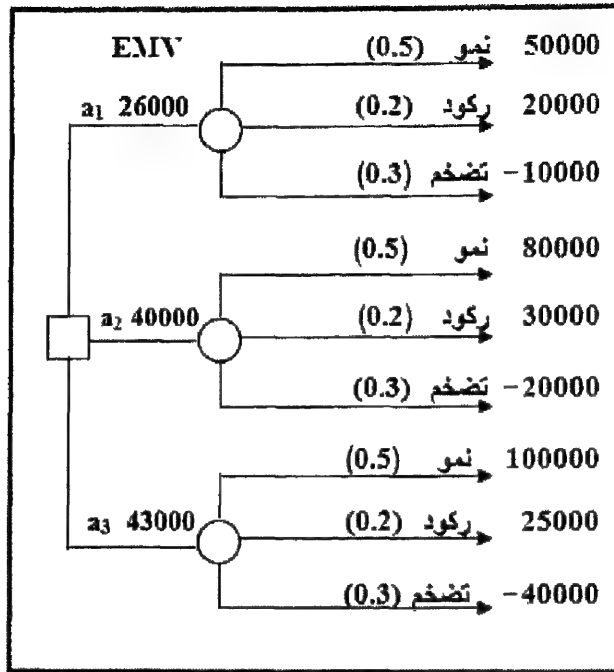 EMV
(0.5) نمو 50000
a1 26000
(0.2) ركود 20000
(0.3) تضخم -10000
(0.5) نمو 80000
a2 40000
(0.2) ركود 30000
(0.3) تضخم -20000
(0.5) نمو 100000
a3 43000
(0.2) ركود 25000
(0.3) تضخم -40000